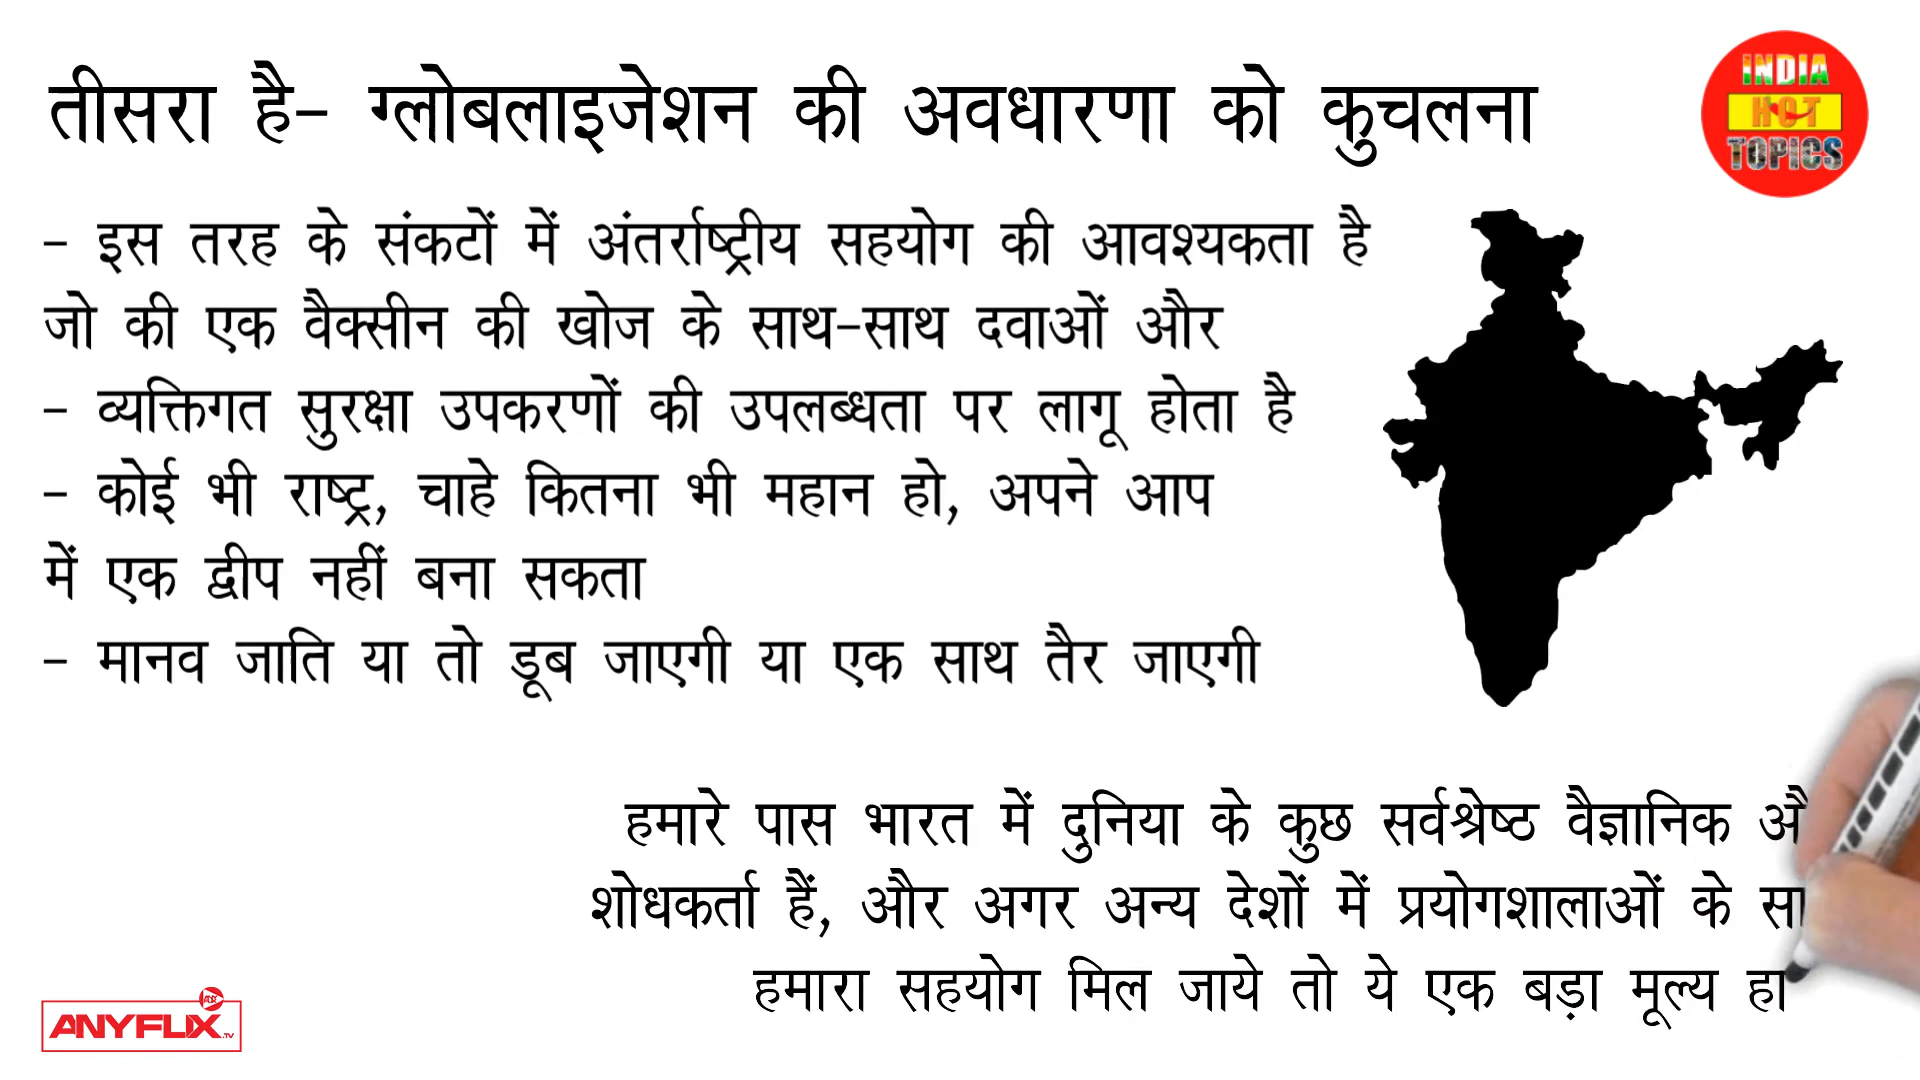 तीसरा है- ग्लोबलाइजेशन की अवधारणा को कुचलना
INDIA
HOT
TOPICS
- इस तरह के संकटों में अंतर्राष्ट्रीय सहयोग की आवश्यकता है
जो की एक वैक्सीन की खोज के साथ-साथ दवाओं और
- व्यक्तिगत सुरक्षा उपकरणों की उपलब्धता पर लागू होता है
- कोई भी राष्ट्र, चाहे कितना भी महान हो, अपने आप
में एक द्वीप नहीं बना सकता
- मानव जाति या तो डूब जाएगी या एक साथ तैर जाएगी
हमारे पास भारत में दुनिया के कुछ सर्वश्रेष्ठ वैज्ञानिक
शोधकर्ता हैं, और अगर अन्य देशों में प्रयोगशालाओं के
हमारा सहयोग मिल जाये तो ये एक बड़ा मूल्य
ANYFLIX.TV